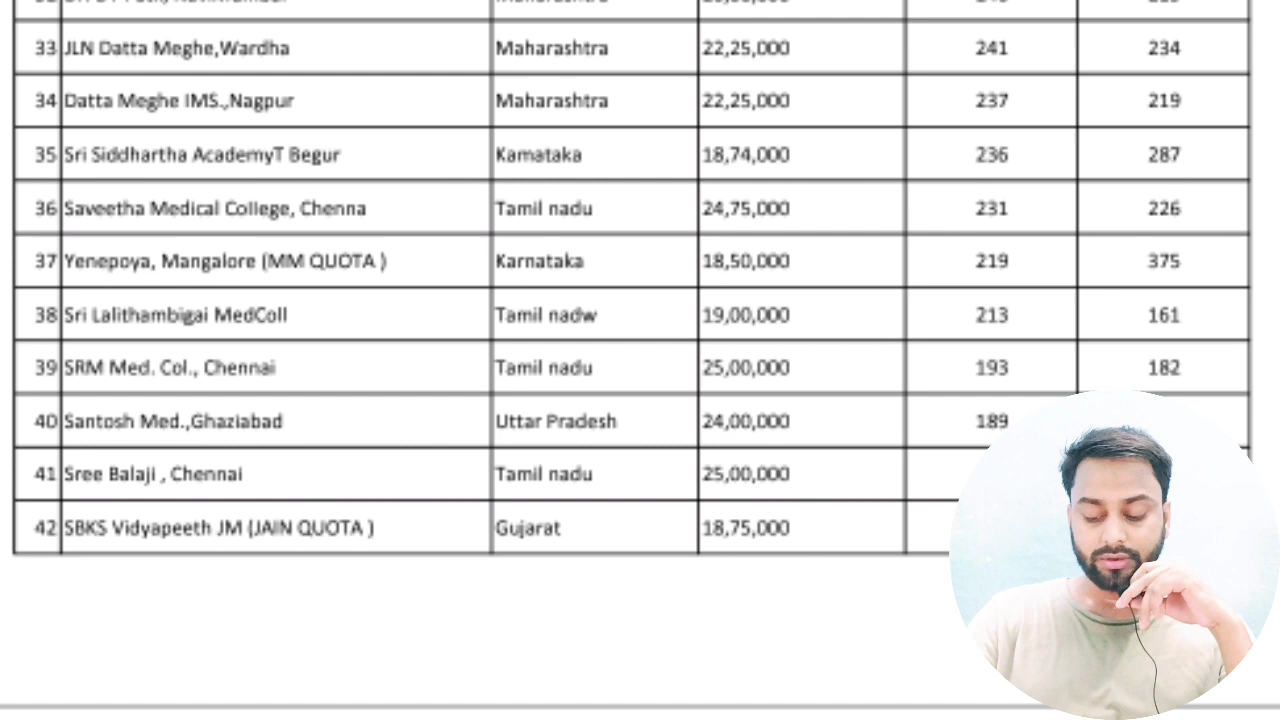 33 JLN Datta Meghe,Wardha Maharashtra 22,25,000 241 234
34 Datta Meghe IMS.,Nagpur Maharashtra 22,25,000 237 219
35 Sri Siddhartha AcademyT Begur Kamataka 18,74,000 236 287
36 Saveetha Medical College, Chenna Tamil nadu 24,75,000 231 226
37 Yenepoya, Mangalore (MM QUOTA ) Karnataka 18,50,000 219 375
38 Sri Lalithambigai MedColl Tamil nadw 19,00,000 213 161
39 SRM Med. Col., Chennai Tamil nadu 25,00,000 193 182
40 Santosh Med.,Ghaziabad Uttar Pradesh 24,00,000 189
41 Sree Balaji , Chennai Tamil nadu 25,00,000
42 SBKS Vidyapeeth JM (JAIN QUOTA ) Gujarat 18,75,000